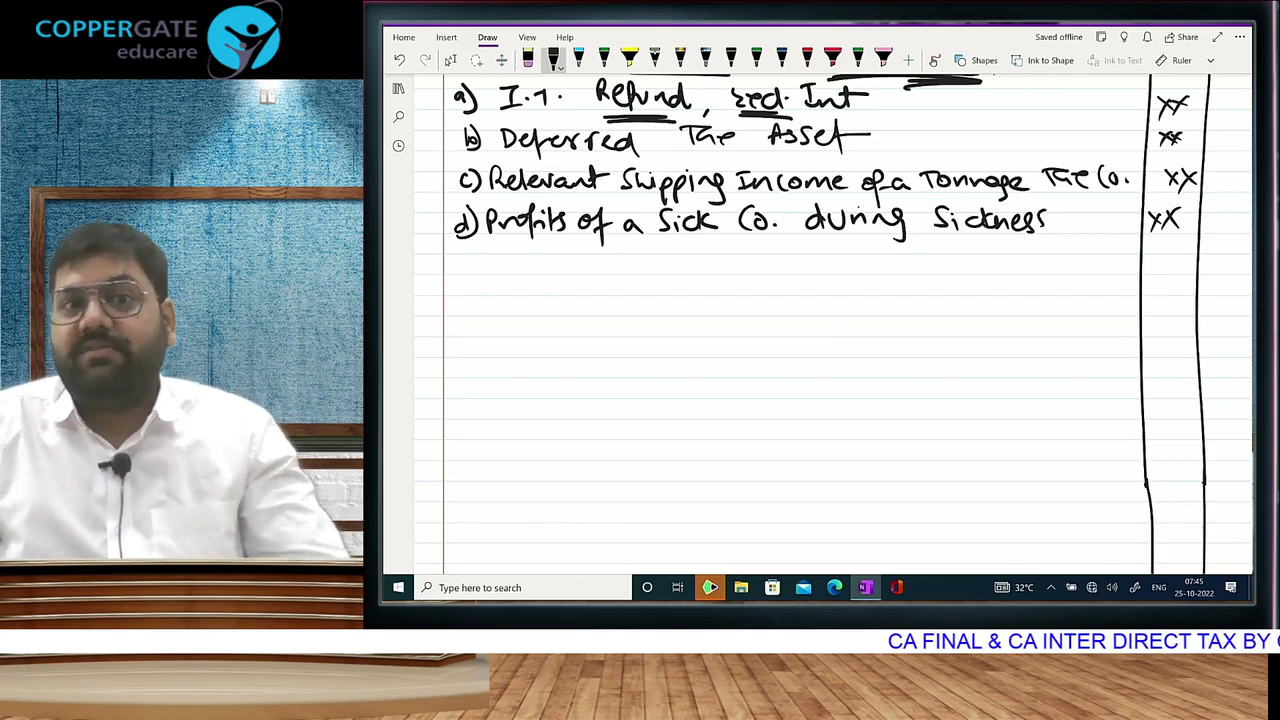 COPPERGATE
educare
Home Insert Draw View Help
Saved offline
Share
Shapes
Ink to Shape
Ink to Text
Ruler
a) I.T. Refund, Int xx
b) Deferred Tax Asset xx
c) Relevant Shipping Income of a Tonnage Tax Co. xx
d) Profits of a Sick Co. during Sickness xx
Type here to search
32°C
ENG
07:45
25-10-2022
CA FINAL & CA INTER DIRECT TAX BY